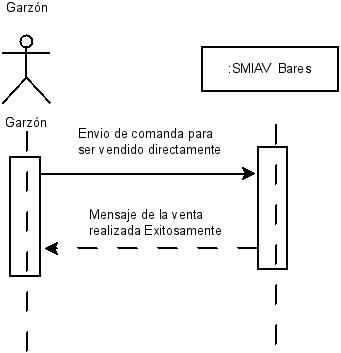 Garzón
:SMIAV Bares
Garzón
Envio de comanda para
ser vendido directamente
Mensaje de la venta
realizada Exitosamente